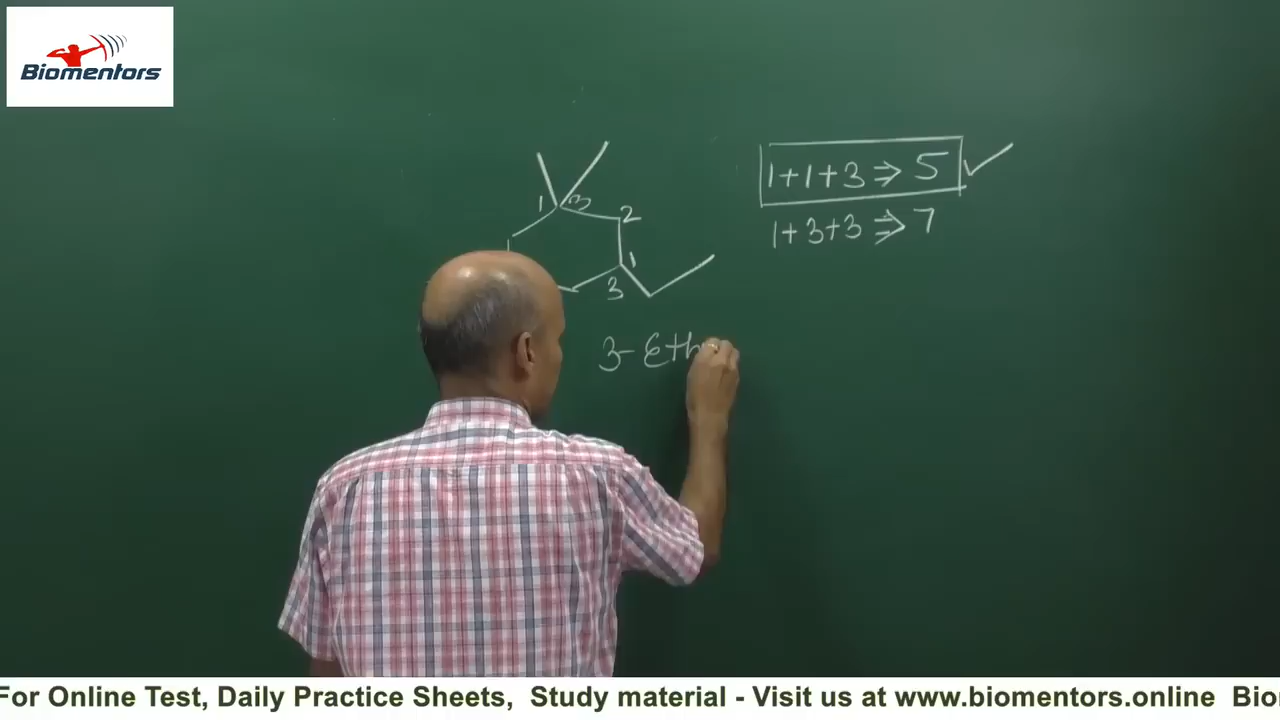 Biomentors
1+1+3 ⇒ 5 ✓
1+3+3 ⇒ 7
1 3
2
1
3
3- Eth
For Online Test, Daily Practice Sheets, Study material - Visit us at www.biomentors.online Bio